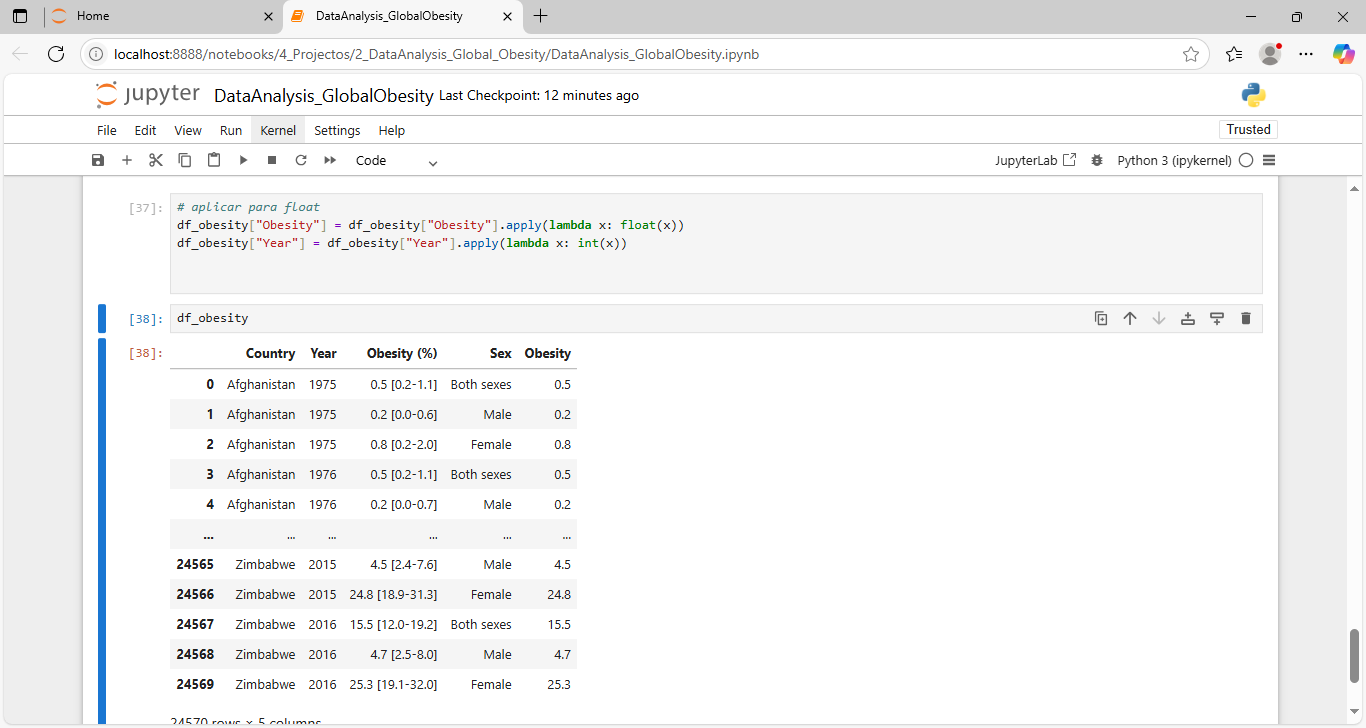 Home
DataAnalysis_GlobalObesity
localhost:8888/notebooks/4_Projectos/2_DataAnalysis_Global_Obesity/DataAnalysis_GlobalObesity.ipynb
jupyter DataAnalysis_GlobalObesity Last Checkpoint: 12 minutes ago
File Edit View Run Kernel Settings Help Trusted
Code JupyterLab Python 3 (ipykernel)
[37]: # aplicar para float
df_obesity["Obesity"] = df_obesity["Obesity"].apply(lambda x: float(x))
df_obesity["Year"] = df_obesity["Year"].apply(lambda x: int(x))
[38]: df_obesity
[38]: Country Year Obesity (%) Sex Obesity
0 Afghanistan 1975 0.5 [0.2-1.1] Both sexes 0.5
1 Afghanistan 1975 0.2 [0.0-0.6] Male 0.2
2 Afghanistan 1975 0.8 [0.2-2.0] Female 0.8
3 Afghanistan 1976 0.5 [0.2-1.1] Both sexes 0.5
4 Afghanistan 1976 0.2 [0.0-0.7] Male 0.2
... ... ... ... ... ...
24565 Zimbabwe 2015 4.5 [2.4-7.6] Male 4.5
24566 Zimbabwe 2015 24.8 [18.9-31.3] Female 24.8
24567 Zimbabwe 2016 15.5 [12.0-19.2] Both sexes 15.5
24568 Zimbabwe 2016 4.7 [2.5-8.0] Male 4.7
24569 Zimbabwe 2016 25.3 [19.1-32.0] Female 25.3
24570 rows × 5 columns